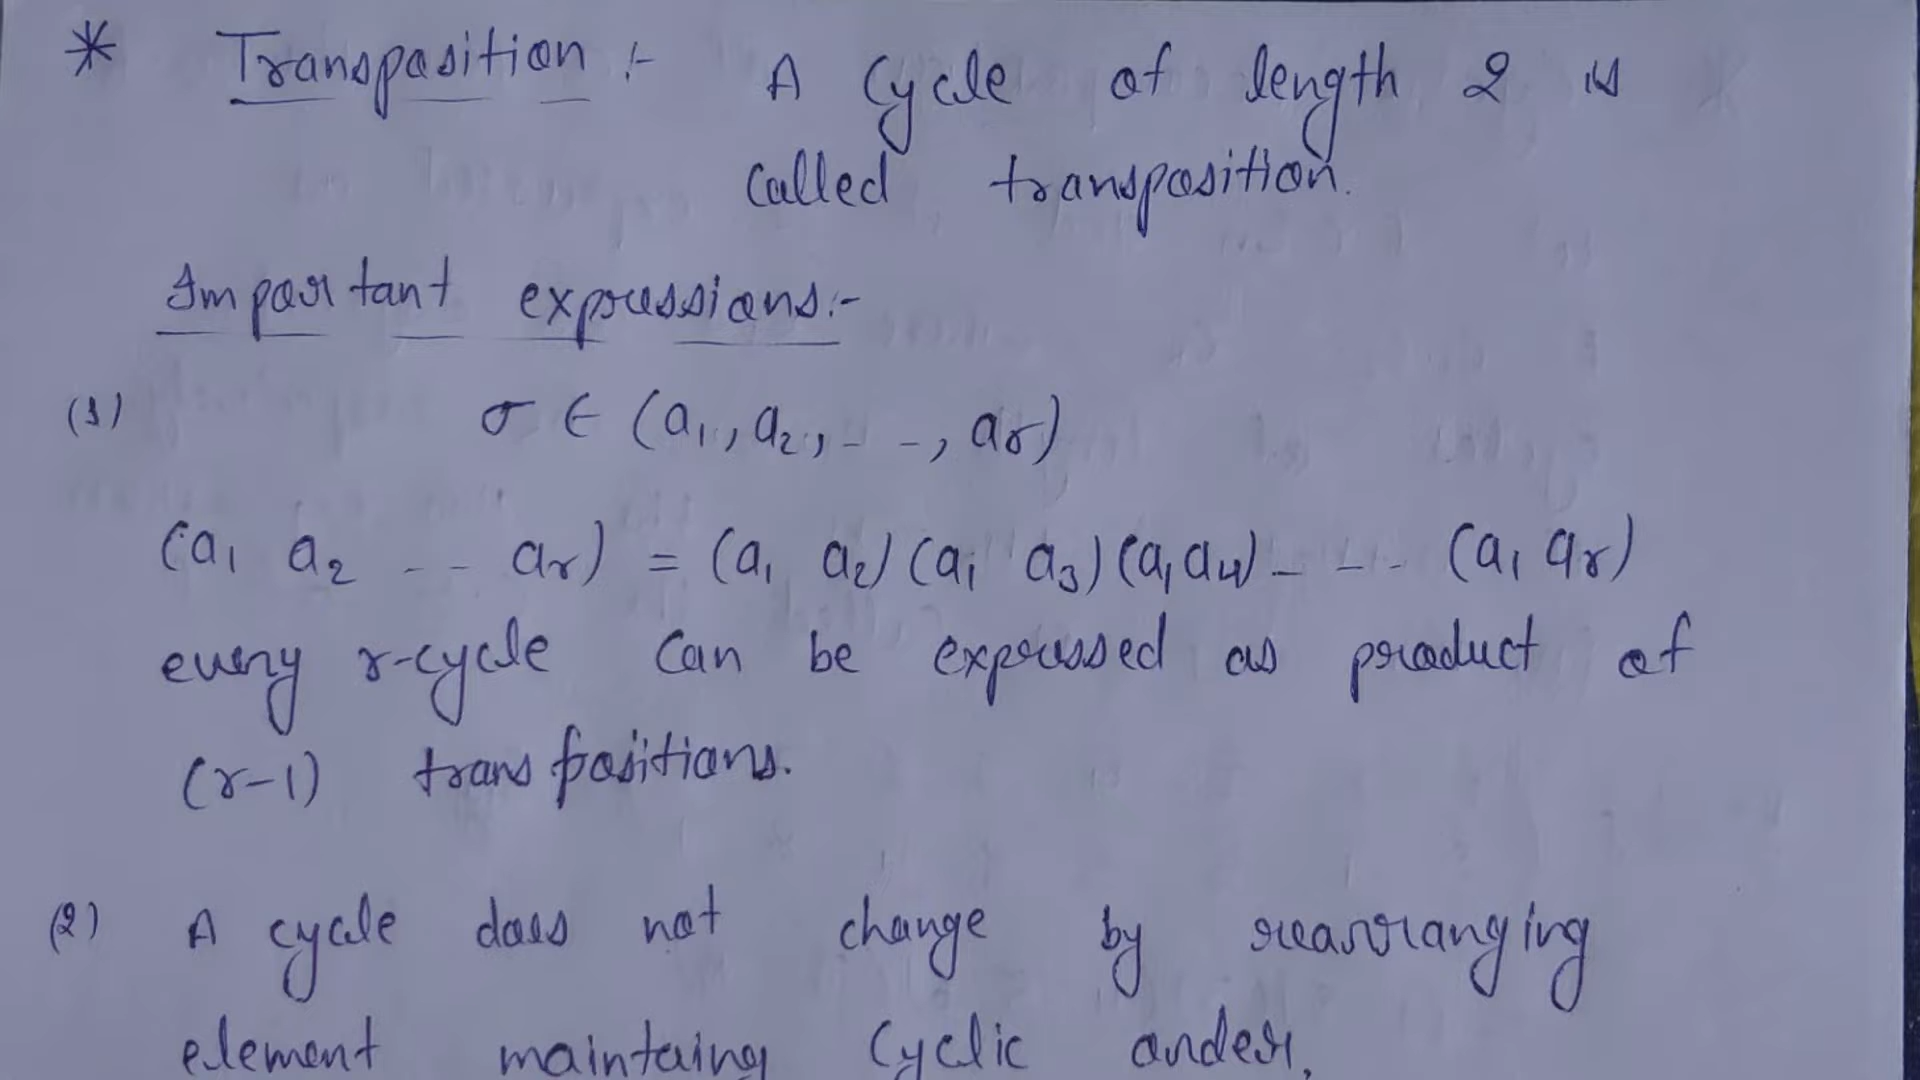 * Transposition :- A Cycle of length 2 is
called transposition.
Important expressions:-
(1) σ ∈ (a₁, a₂, - - -, aᵣ)
(a₁ a₂ - - aᵣ) = (a₁ a₂) (a₁ a₃) (a₁ a₄) - - - (a₁ aᵣ)
every r-cycle can be expressed as product of
(r-1) transpositions.
(2) A cycle does not change by rearranging
element maintaing Cyclic order.